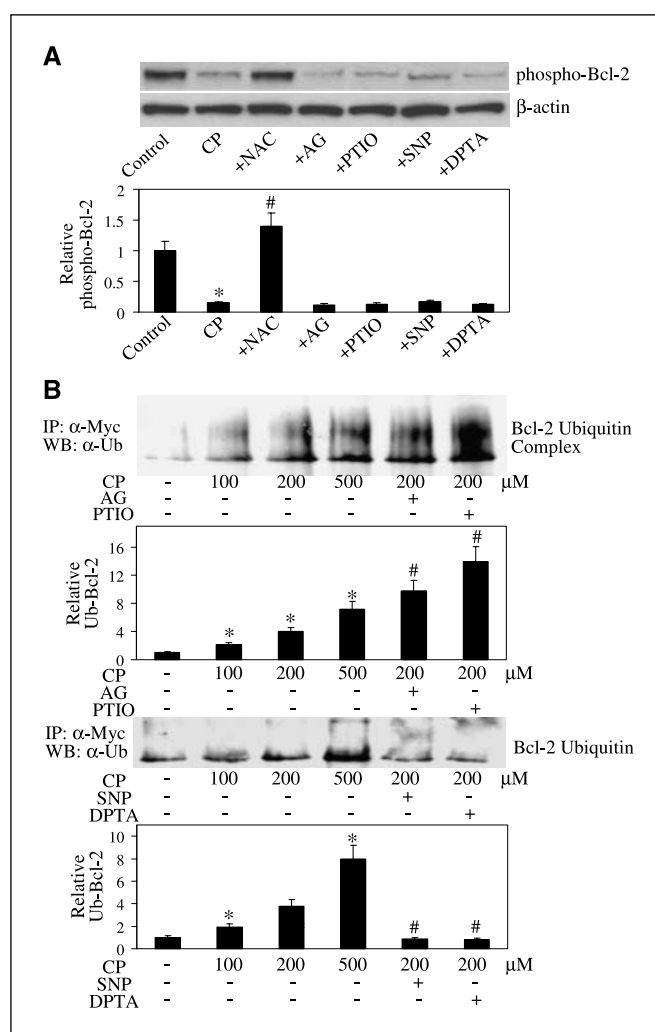 A
phospho-Bcl-2
β-actin
Control CP +NAC +AG +PTIO +SNP +DPTA
Relative
phospho-Bcl-2
2
1.5
1
0.5
0
* #
Control CP +NAC +AG +PTIO +SNP +DPTA
B
IP: α-Myc
WB: α-Ub
Bcl-2 Ubiquitin
Complex
CP - 100 200 500 200 200 μM
AG - - - - + -
PTIO - - - - - +
Relative
Ub-Bcl-2
16
12
8
4
0
* * * # #
CP - 100 200 500 200 200 μM
AG - - - - + -
PTIO - - - - - +
IP: α-Myc
WB: α-Ub
Bcl-2 Ubiquitin
CP - 100 200 500 200 200 μM
SNP - - - - + -
DPTA - - - - - +
Relative
Ub-Bcl-2
10
8
6
4
2
0
* * # #
CP - 100 200 500 200 200 μM
SNP - - - - + -
DPTA - - - - - +